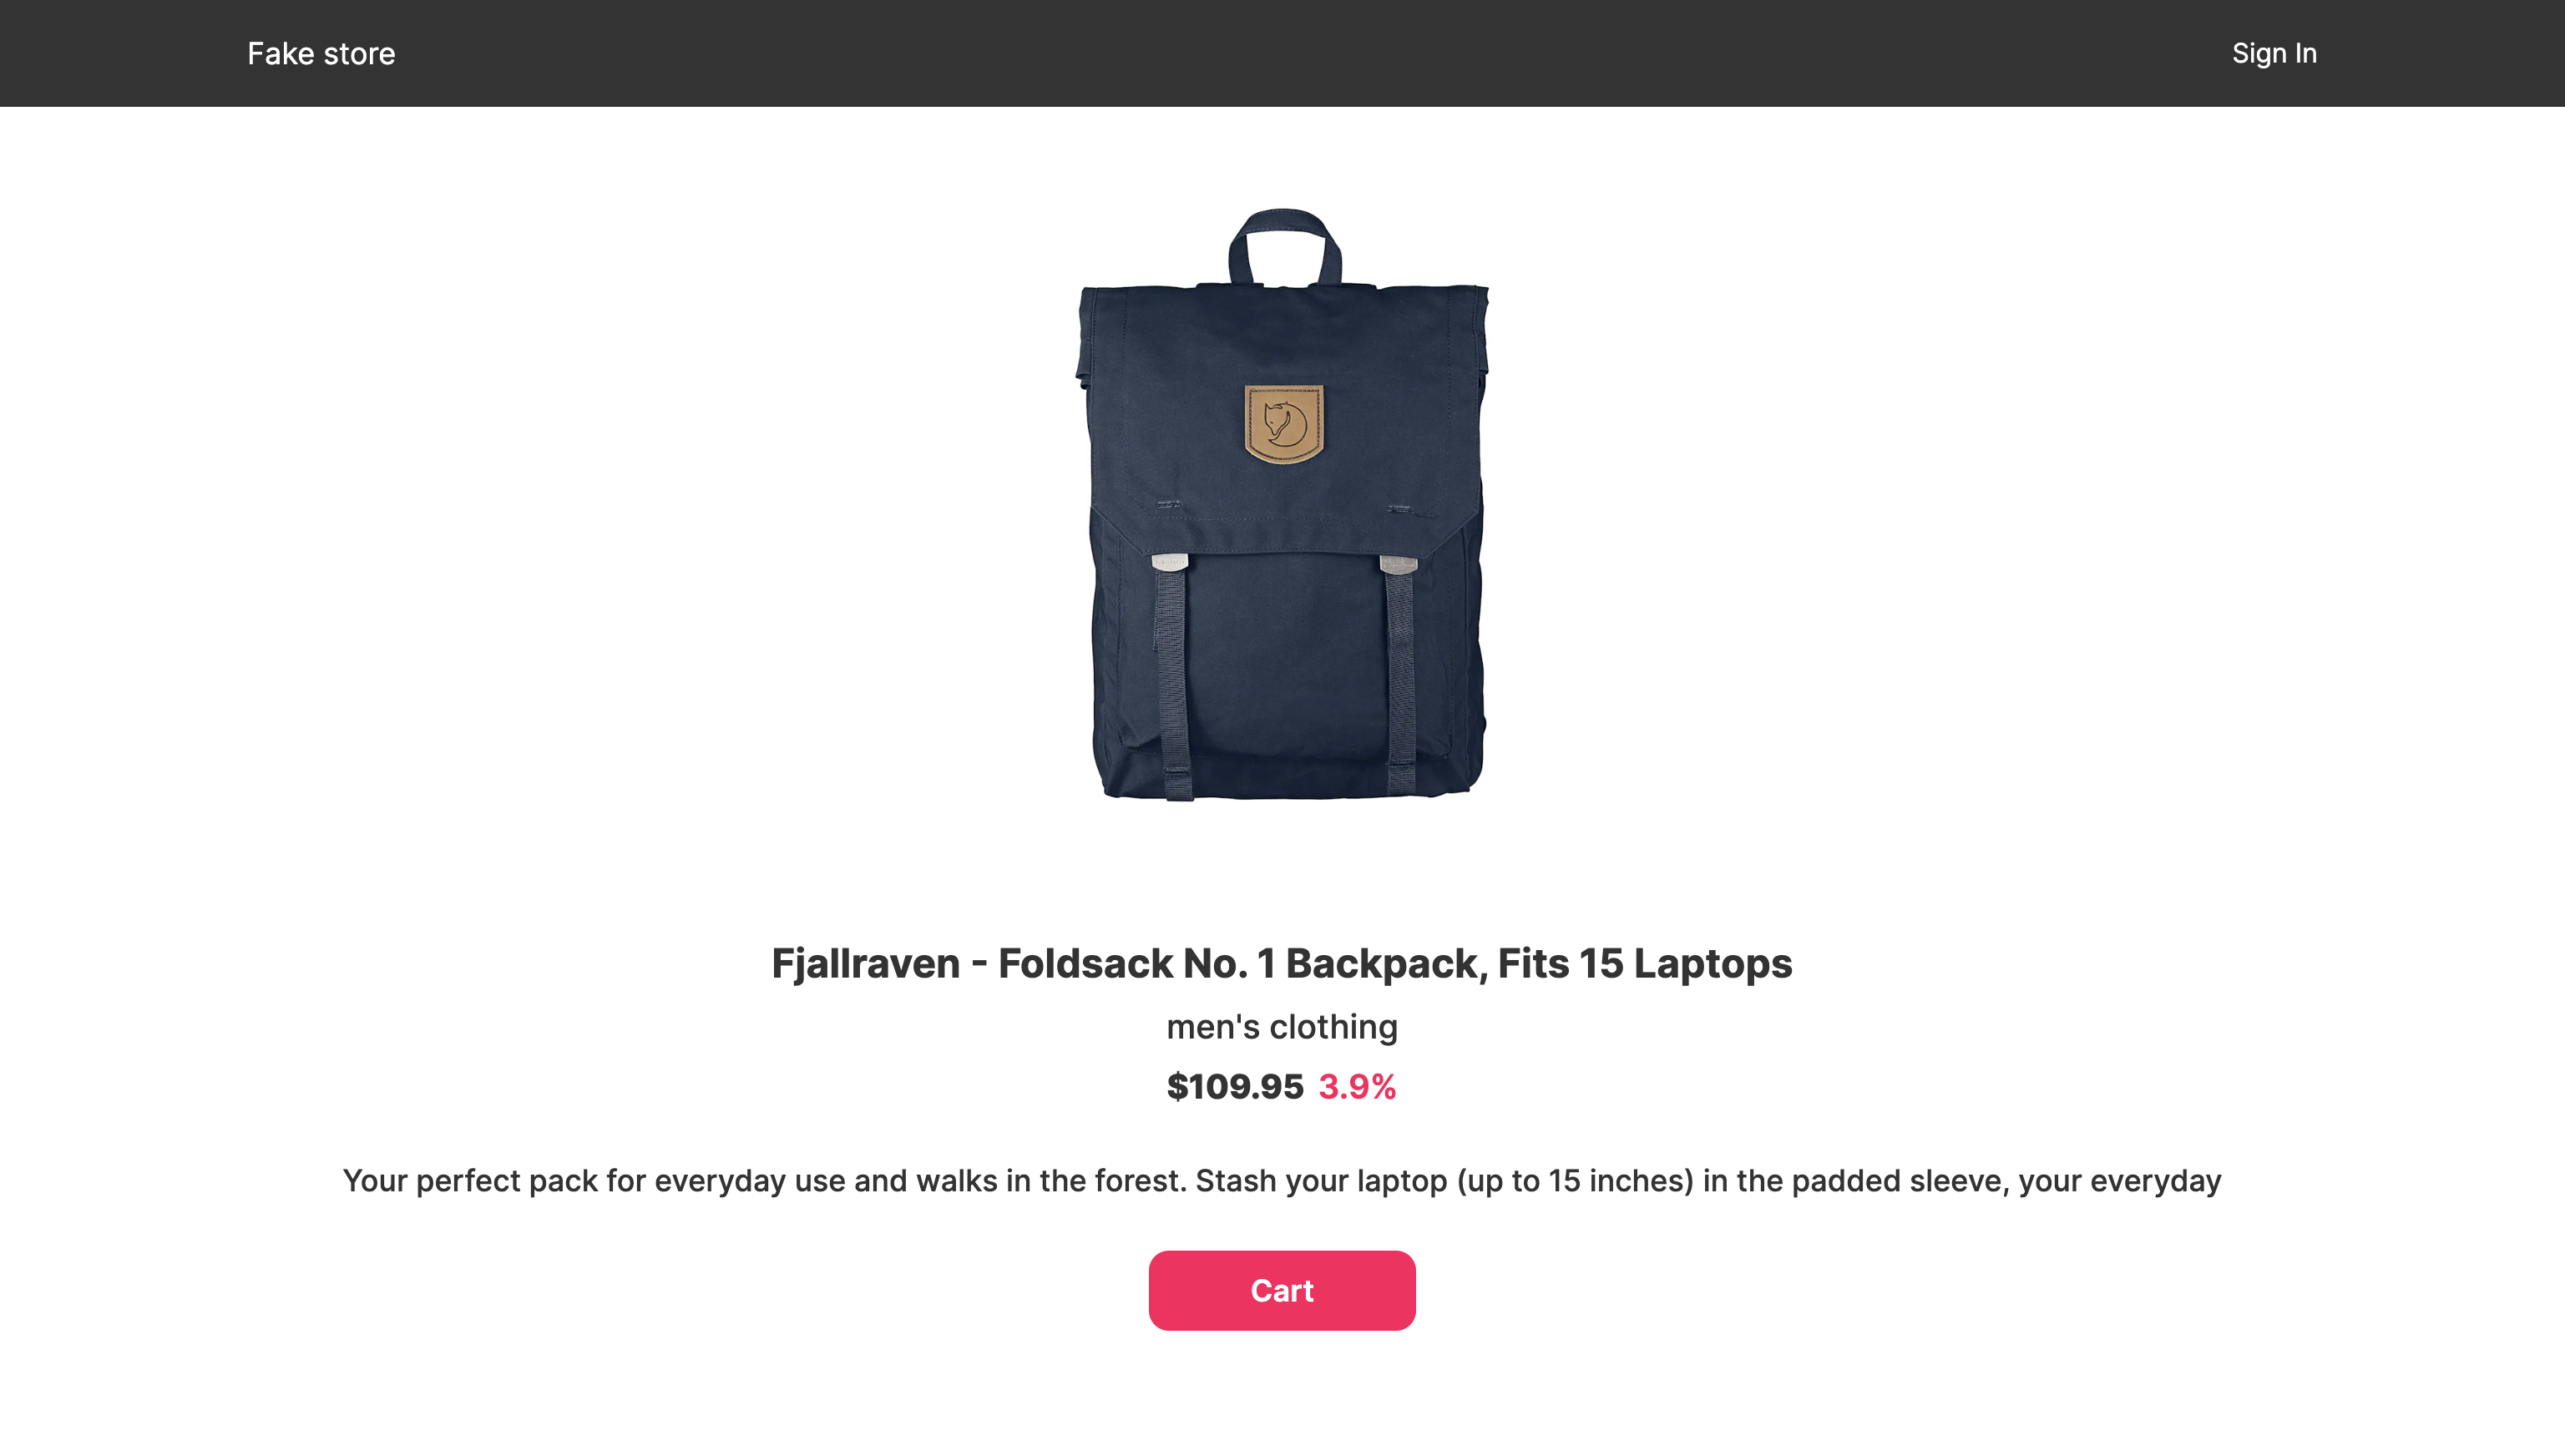 Fake store
Sign In
Fjallraven - Foldsack No. 1 Backpack, Fits 15 Laptops
men's clothing
$109.95 3.9%
Your perfect pack for everyday use and walks in the forest. Stash your laptop (up to 15 inches) in the padded sleeve, your everyday
Cart